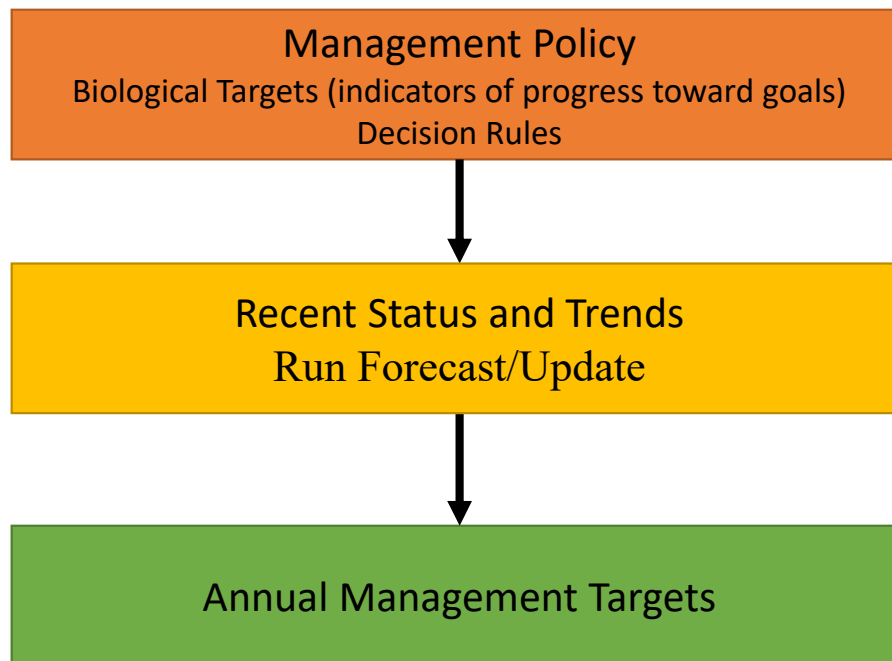 Management Policy
Biological Targets (indicators of progress toward goals)
Decision Rules
Recent Status and Trends
Run Forecast/Update
Annual Management Targets